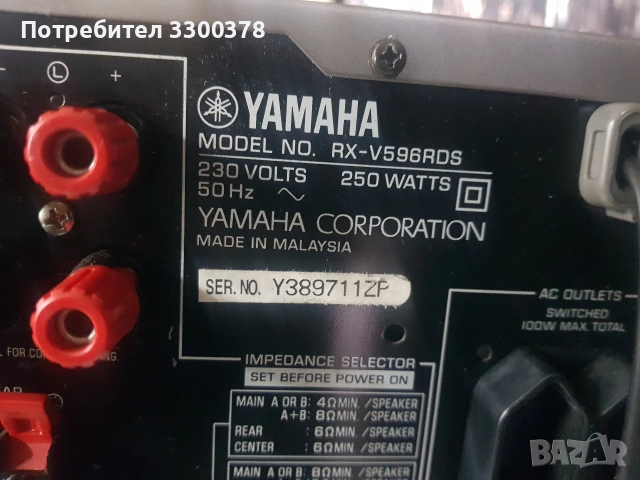 Потребител 3300378
L +
YAMAHA
MODEL NO. RX-V596RDS
230 VOLTS 250 WATTS
50Hz
YAMAHA CORPORATION
MADE IN MALAYSIA
SER. NO. Y389711ZP
AC OUTLETS
SWITCHED
100W MAX. TOTAL
IMPEDANCE SELECTOR
SET BEFORE POWER ON
MAIN A OR B: 4ΩMIN. /SPEAKER
A+B: 8ΩMIN. /SPEAKER
REAR : 6ΩMIN. /SPEAKER
CENTER : 6ΩMIN. /SPEAKER
MAIN A OR B: 8ΩMIN. /SPEAKER
BAZAR